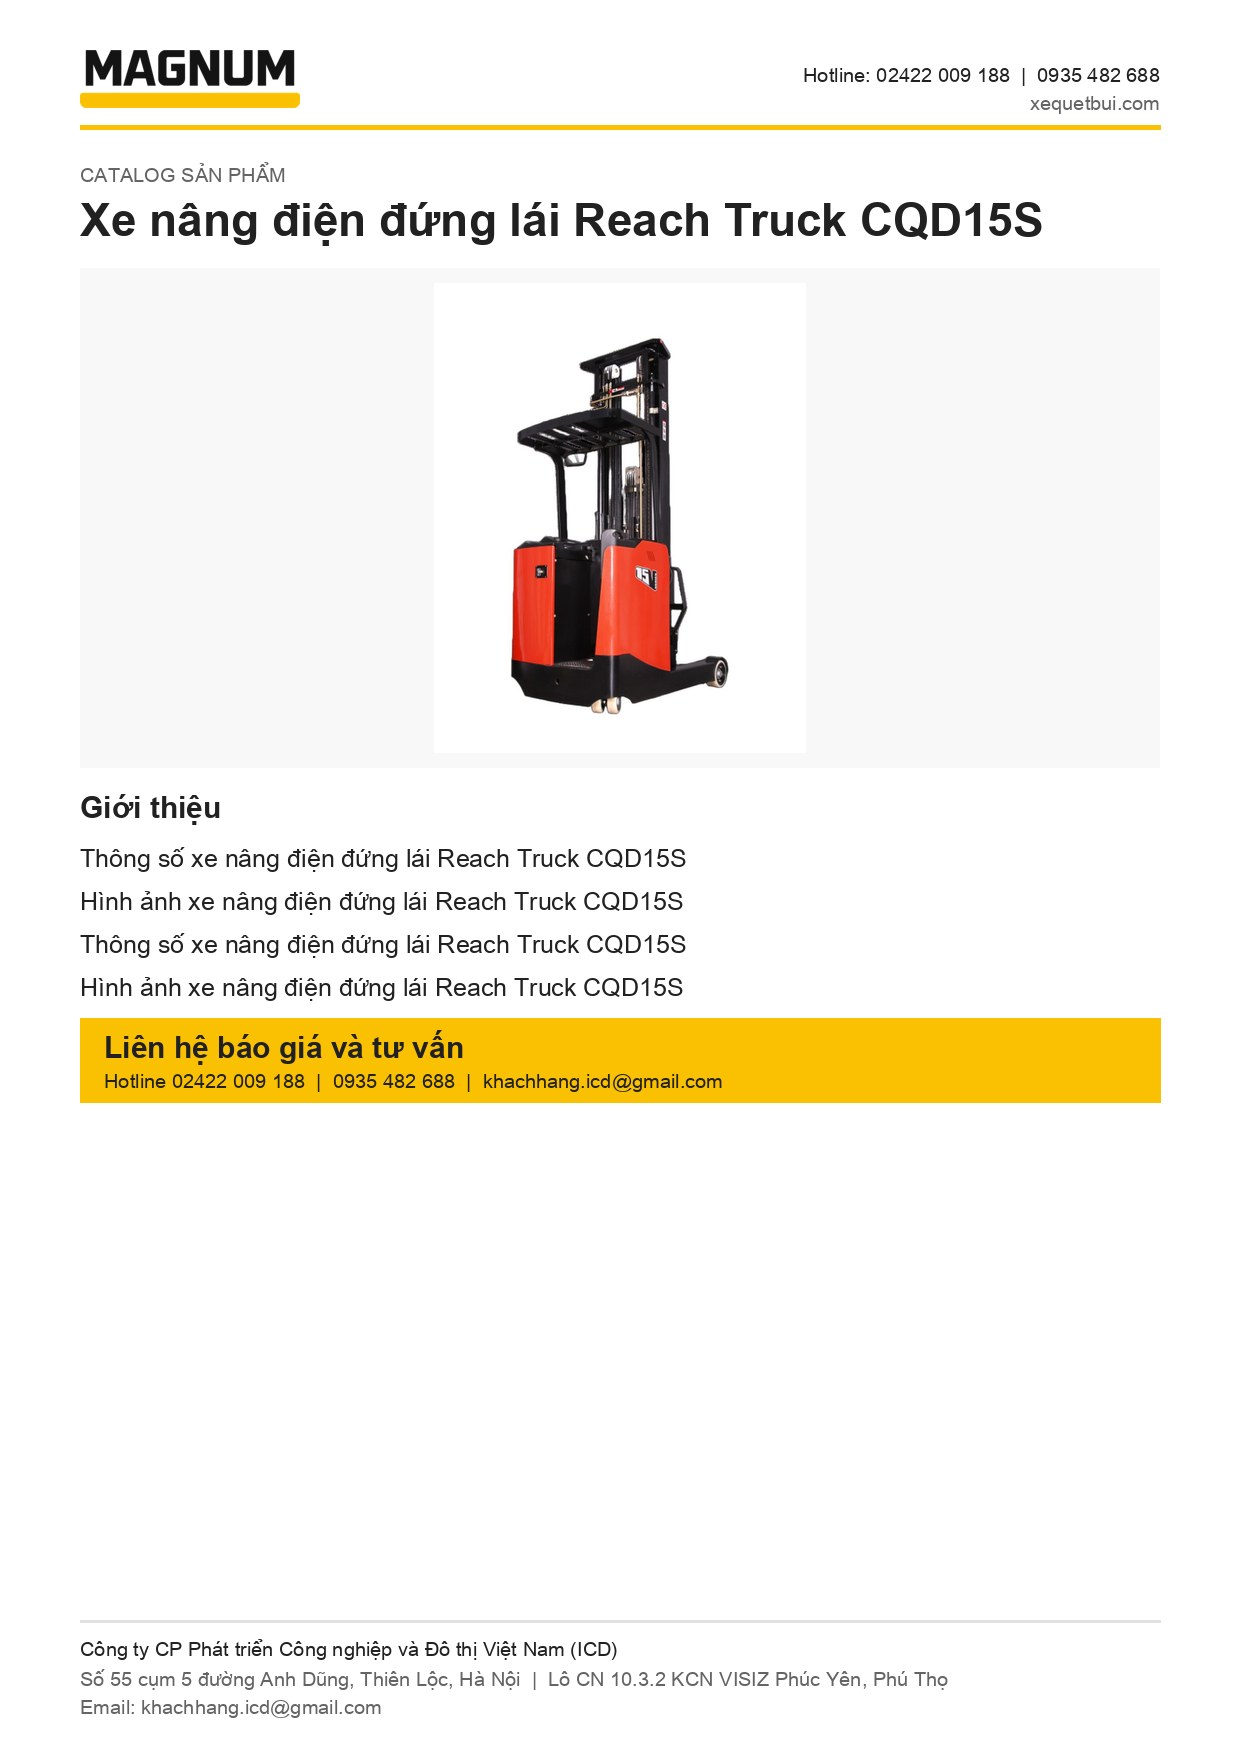 MAGNUM
Hotline: 02422 009 188 | 0935 482 688
xequetbui.com
CATALOG SẢN PHẨM
Xe nâng điện đứng lái Reach Truck CQD15S
15
Giới thiệu
Thông số xe nâng điện đứng lái Reach Truck CQD15S
Hình ảnh xe nâng điện đứng lái Reach Truck CQD15S
Thông số xe nâng điện đứng lái Reach Truck CQD15S
Hình ảnh xe nâng điện đứng lái Reach Truck CQD15S
Liên hệ báo giá và tư vấn
Hotline 02422 009 188 | 0935 482 688 | khachhang.icd@gmail.com
Công ty CP Phát triển Công nghiệp và Đô thị Việt Nam (ICD)
Số 55 cụm 5 đường Anh Dũng, Thiên Lộc, Hà Nội | Lô CN 10.3.2 KCN VISIZ Phúc Yên, Phú Thọ
Email: khachhang.icd@gmail.com